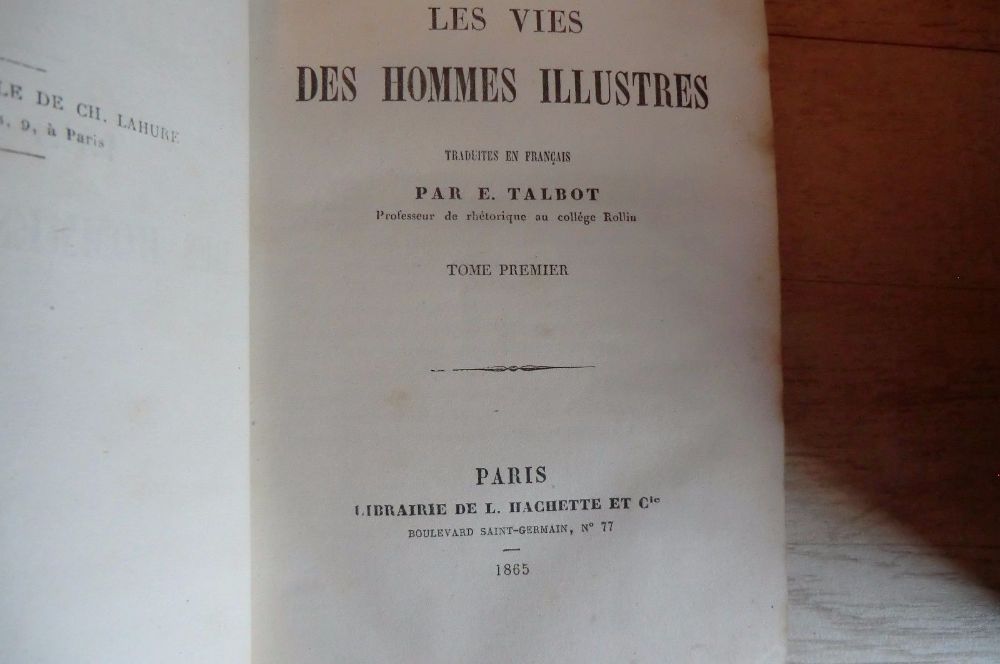 LE DE CH. LAHURE
9, à Paris
LES VIES
DES HOMMES ILLUSTRES
TRADUITES EN FRANÇAIS
PAR E. TALBOT
Professeur de rhétorique au collége Rollin
TOME PREMIER
PARIS
LIBRAIRIE DE L. HACHETTE ET Cie
BOULEVARD SAINT-GERMAIN, N° 77
1865